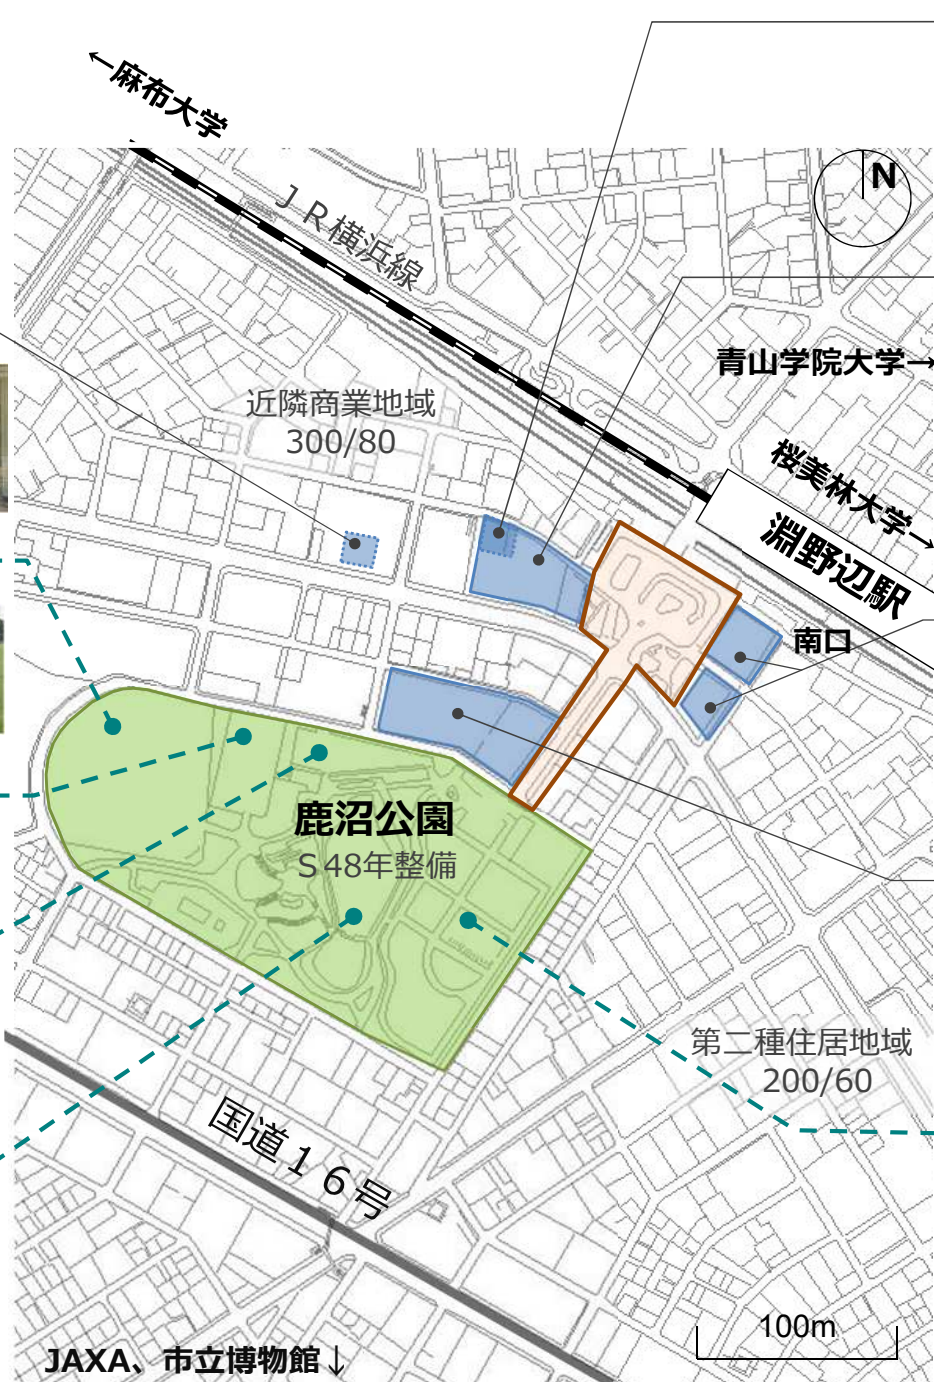 ←麻布大学
N
JR横浜線
青山学院大学→
近隣商業地域
300/80
桜美林大学→
淵野辺駅
南口
鹿沼公園
S48年整備
第二種住居地域
200/60
国道16号
100m
JAXA、市立博物館↓